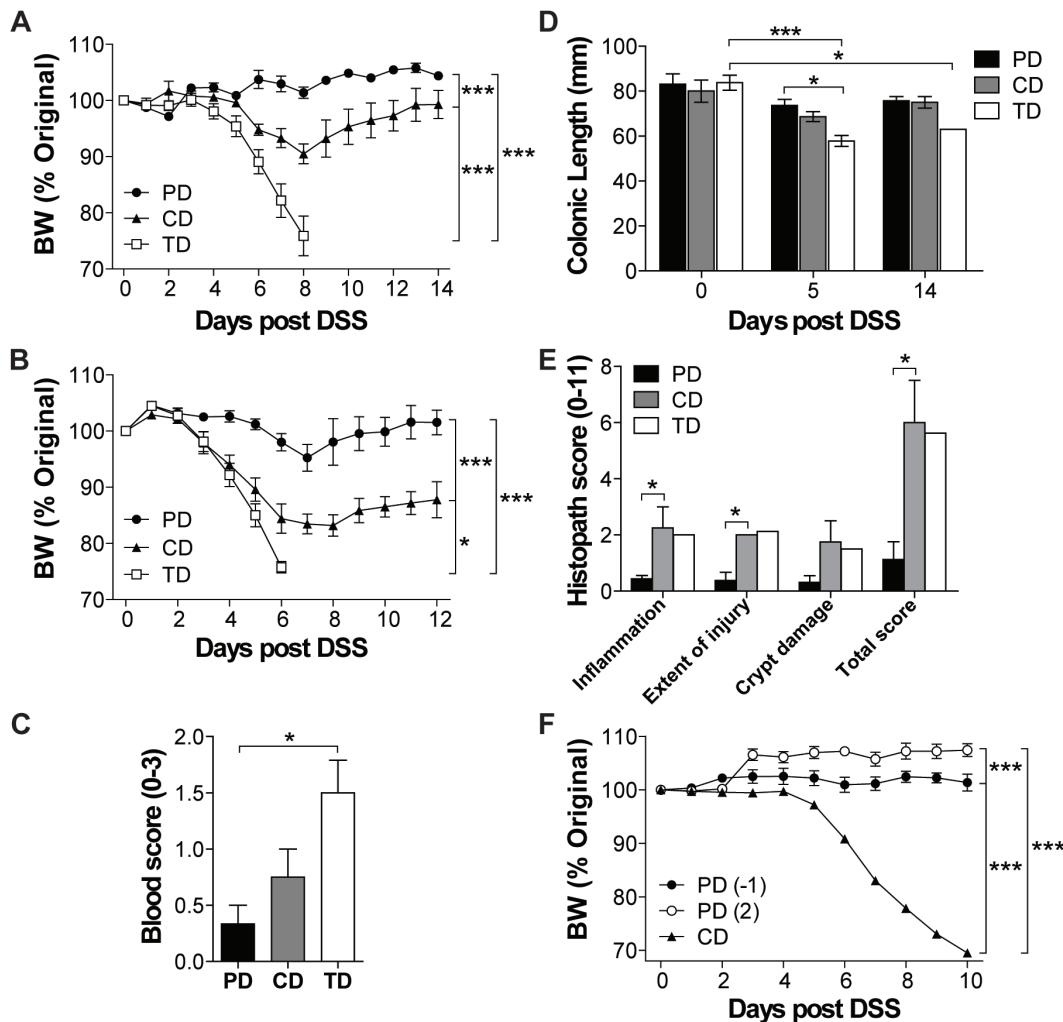 A
BW (% Original)
110
100
90
80
70
PD
CD
TD
***
***
***
0 2 4 6 8 10 12 14
Days post DSS
B
BW (% Original)
110
100
90
80
70
PD
CD
TD
***
***
*
0 2 4 6 8 10 12
Days post DSS
C
Blood score (0-3)
2.0
1.5
1.0
0.5
0.0
*
PD CD TD
D
Colonic Length (mm)
100
80
60
40
20
0
***
*
*
PD
CD
TD
0 5 14
Days post DSS
E
Histopath score (0-11)
8
6
4
2
0
PD
CD
TD
*
*
*
Inflammation
Extent of injury
Crypt damage
Total score
F
BW (% Original)
110
100
90
80
70
PD (-1)
PD (2)
CD
***
***
***
0 2 4 6 8 10
Days post DSS